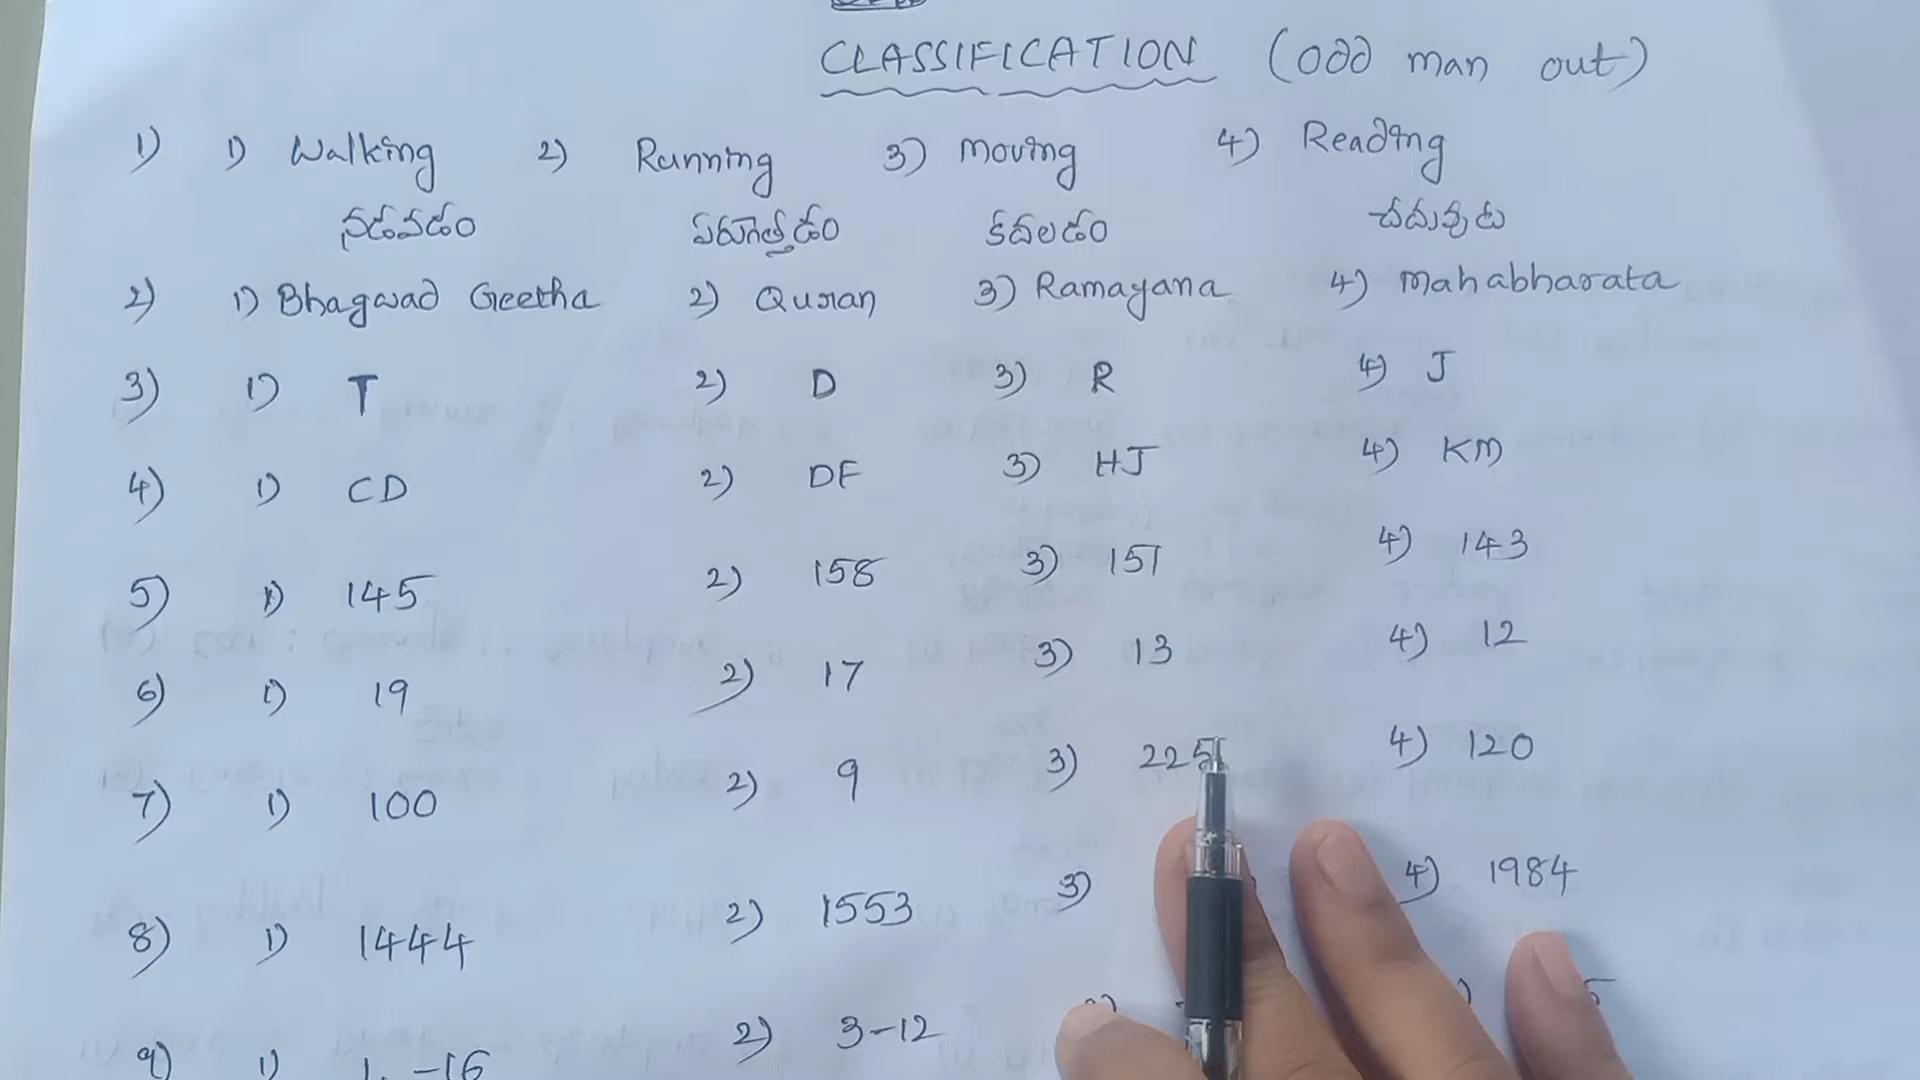 CLASSIFICATION (Odd man out)
1) 1) Walking 2) Running 3) Moving 4) Reading
నడవడం పరుగెత్తడం కదలడం చదువుట
2) 1) Bhagwad Geetha 2) Quran 3) Ramayana 4) Mahabharata
3) 1) T 2) D 3) R 4) J
4) 1) CD 2) DF 3) HJ 4) KM
5) 1) 145 2) 158 3) 151 4) 143
6) 1) 19 2) 17 3) 13 4) 12
7) 1) 100 2) 9 3) 225 4) 120
8) 1) 1444 2) 1553 3) 4) 1984
9) 1) -16 2) 3-12